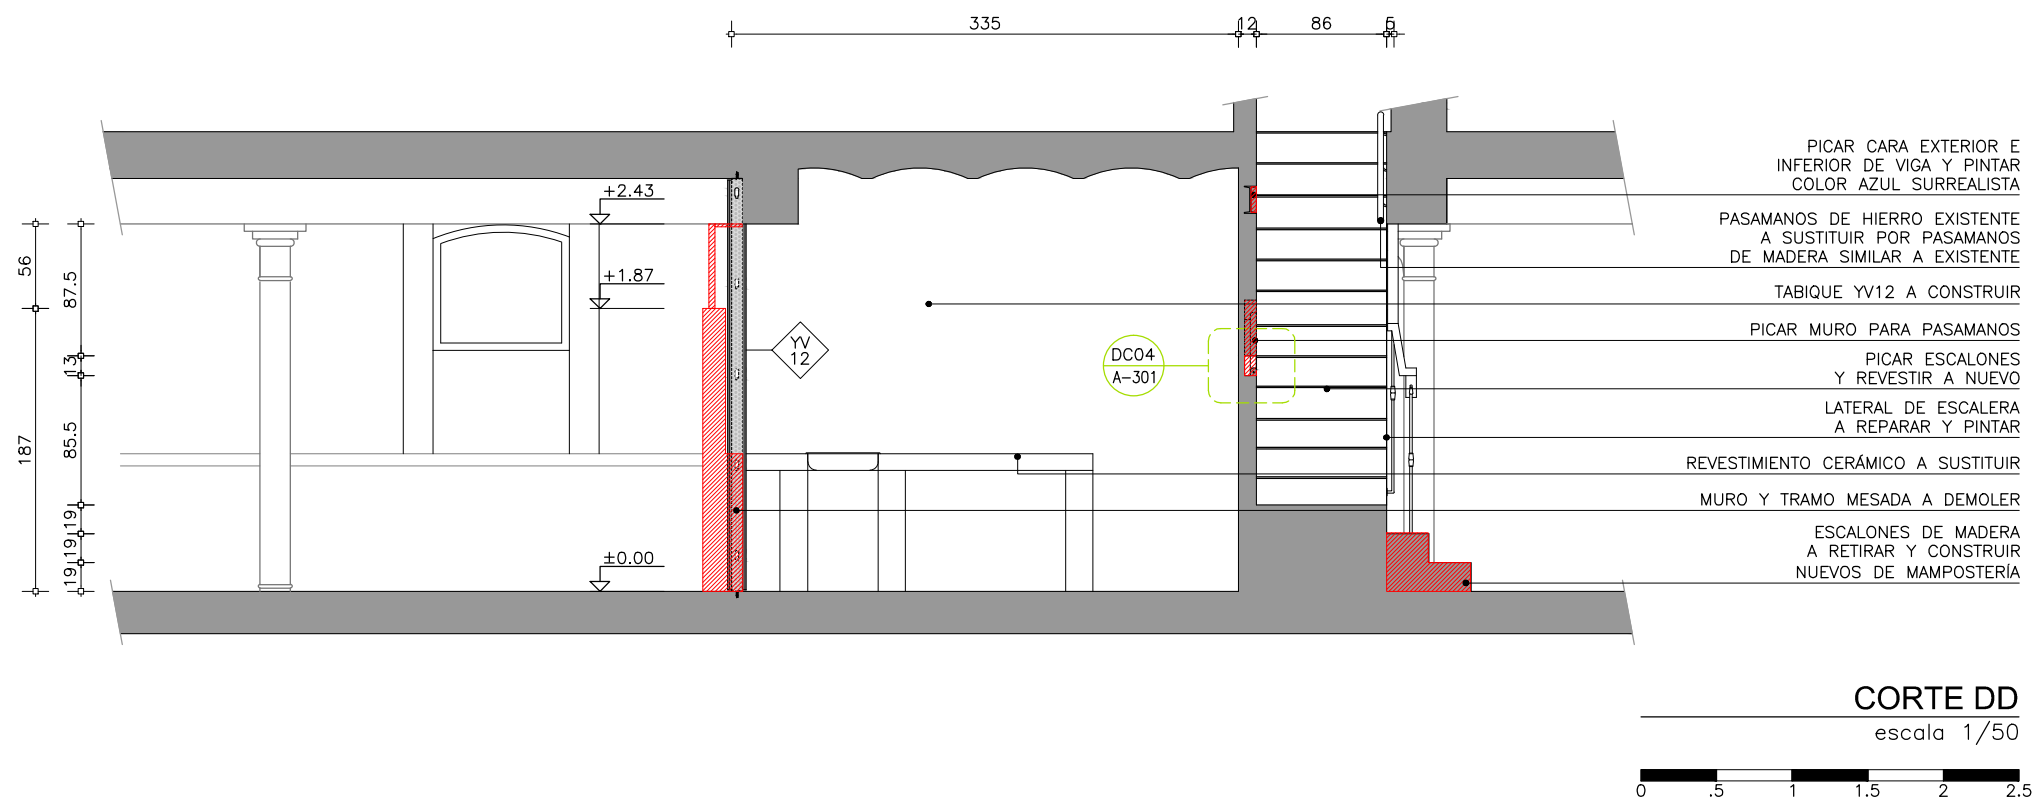 335
12
86
5
PICAR CARA EXTERIOR E
INFERIOR DE VIGA Y PINTAR
COLOR AZUL SURREALISTA
+2.43
PASAMANOS DE HIERRO EXISTENTE
A SUSTITUIR POR PASAMANOS
DE MADERA SIMILAR A EXISTENTE
56
87.5
+1.87
TABIQUE YV12 A CONSTRUIR
PICAR MURO PARA PASAMANOS
YV
12
DC04
A-301
13
PICAR ESCALONES
Y REVESTIR A NUEVO
LATERAL DE ESCALERA
A REPARAR Y PINTAR
187
85.5
REVESTIMIENTO CERÁMICO A SUSTITUIR
MURO Y TRAMO MESADA A DEMOLER
19
19
19
±0.00
ESCALONES DE MADERA
A RETIRAR Y CONSTRUIR
NUEVOS DE MAMPOSTERÍA
CORTE DD
escala 1/50
0 .5 1 1.5 2 2.5